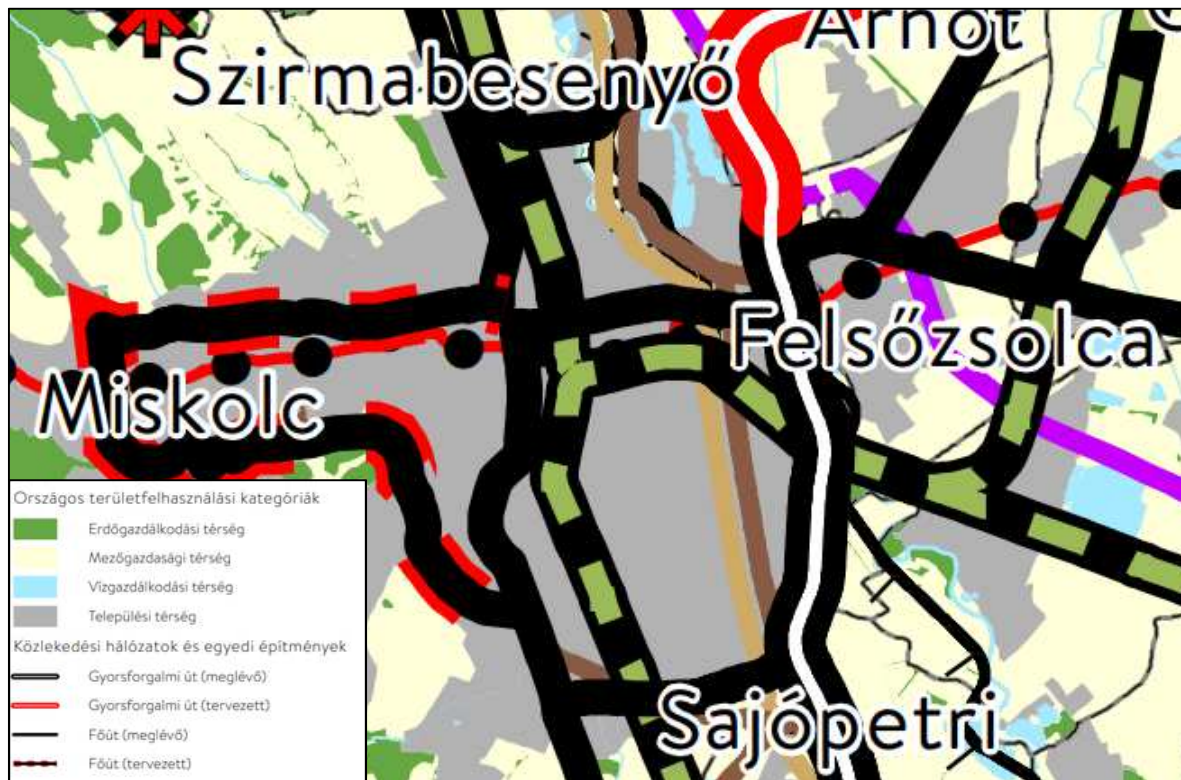 Arnót
Szirmabesenyő
Felsőzsolca
Miskolc
Sajópetri
Országos területfelhasználási kategóriák
Erdőgazdálkodási térség
Mezőgazdasági térség
Vízgazdálkodási térség
Települési térség
Közlekedési hálózatok és egyedi építmények
Gyorsforgalmi út (meglévő)
Gyorsforgalmi út (tervezett)
Főút (meglévő)
Főút (tervezett)